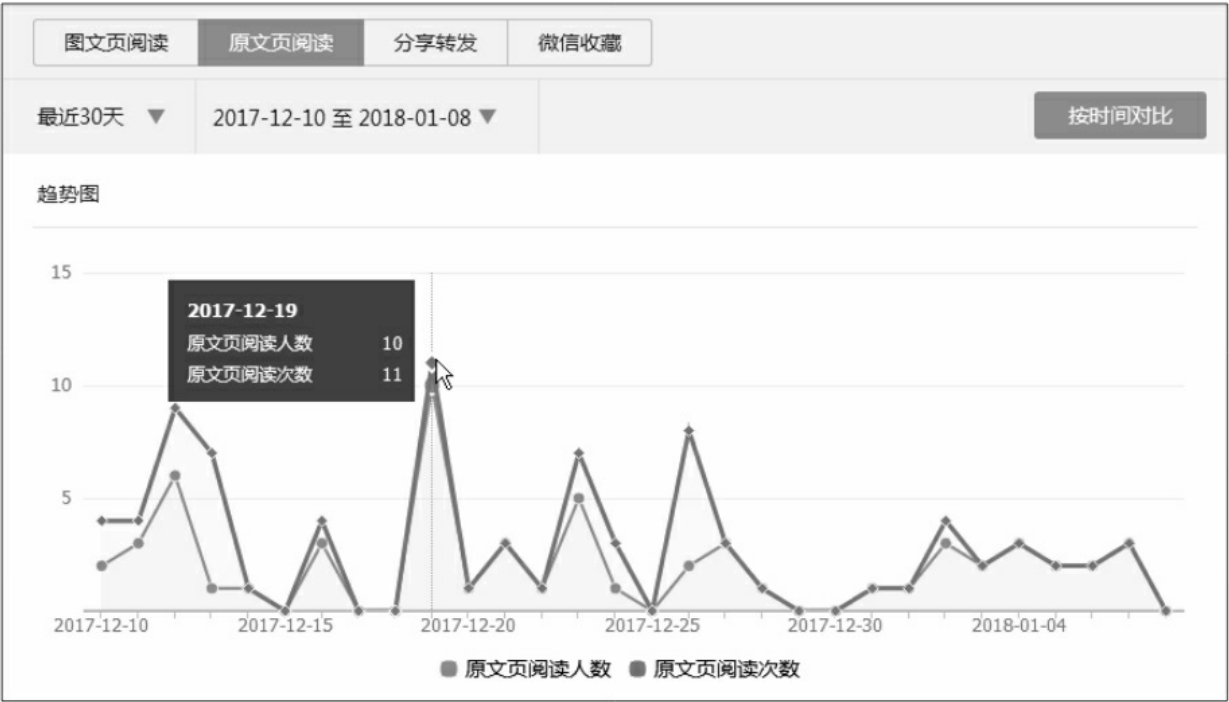 图文页阅读 原文页阅读 分享转发 微信收藏
最近30天 2017-12-10 至 2018-01-08 按时间对比
趋势图
15
2017-12-19
原文页阅读人数 10
原文页阅读次数 11
10
5
2017-12-10 2017-12-15 2017-12-20 2017-12-25 2017-12-30 2018-01-04
原文页阅读人数 原文页阅读次数